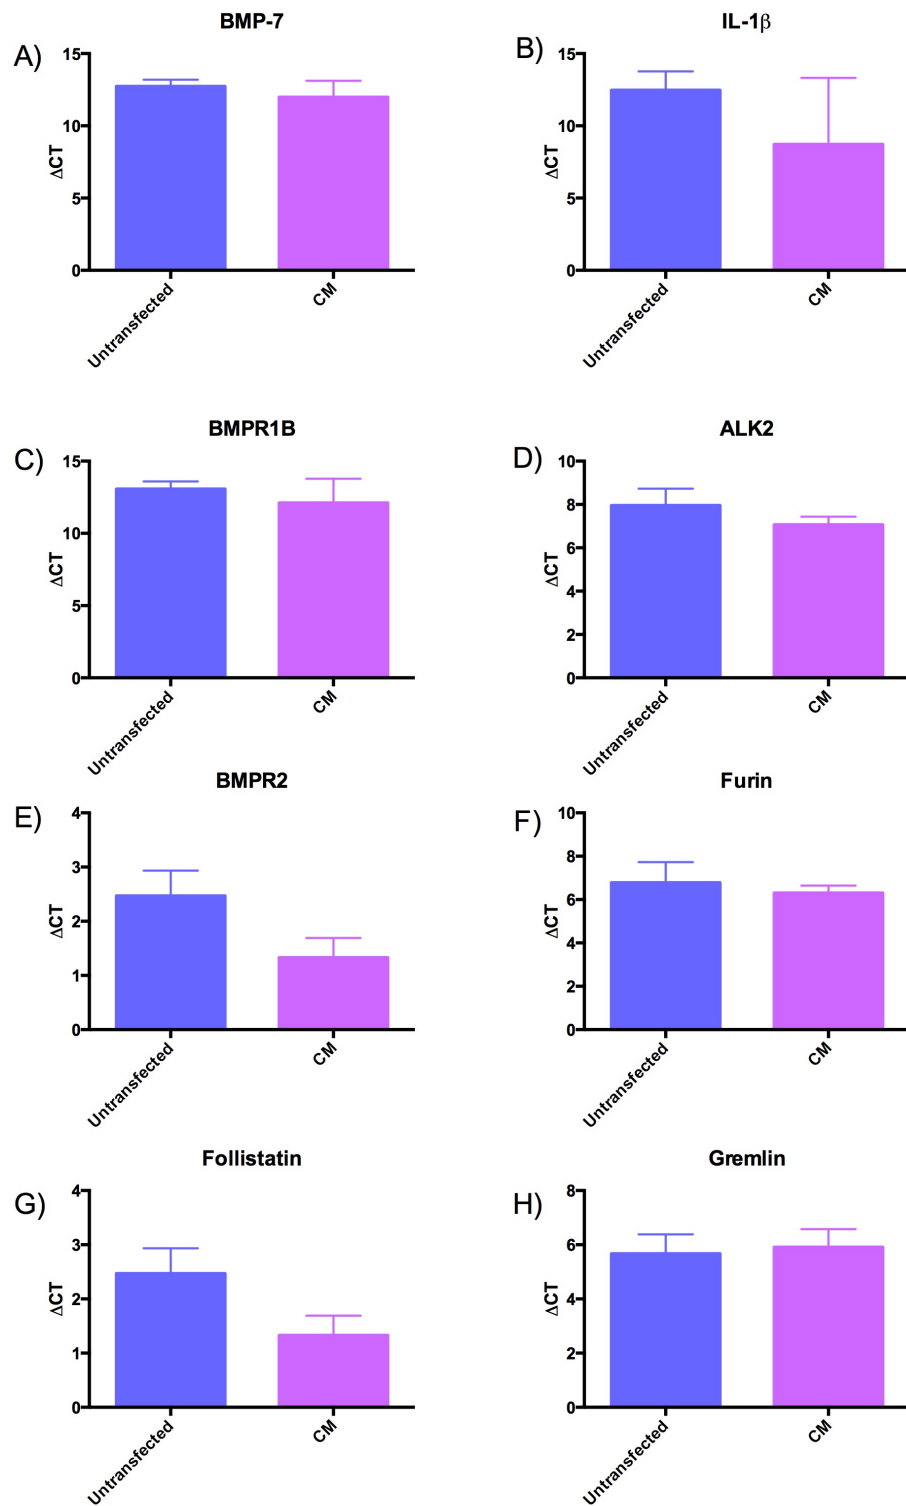 BMP-7
A)
15
10
5
0
ΔCT
Untransfected
CM
IL-1β
B)
15
10
5
0
ΔCT
Untransfected
CM
BMPR1B
C)
15
10
5
0
ΔCT
Untransfected
CM
ALK2
D)
10
8
6
4
2
0
ΔCT
Untransfected
CM
BMPR2
E)
4
3
2
1
0
ΔCT
Untransfected
CM
Furin
F)
10
8
6
4
2
0
ΔCT
Untransfected
CM
Follistatin
G)
4
3
2
1
0
ΔCT
Untransfected
CM
Gremlin
H)
8
6
4
2
0
ΔCT
Untransfected
CM